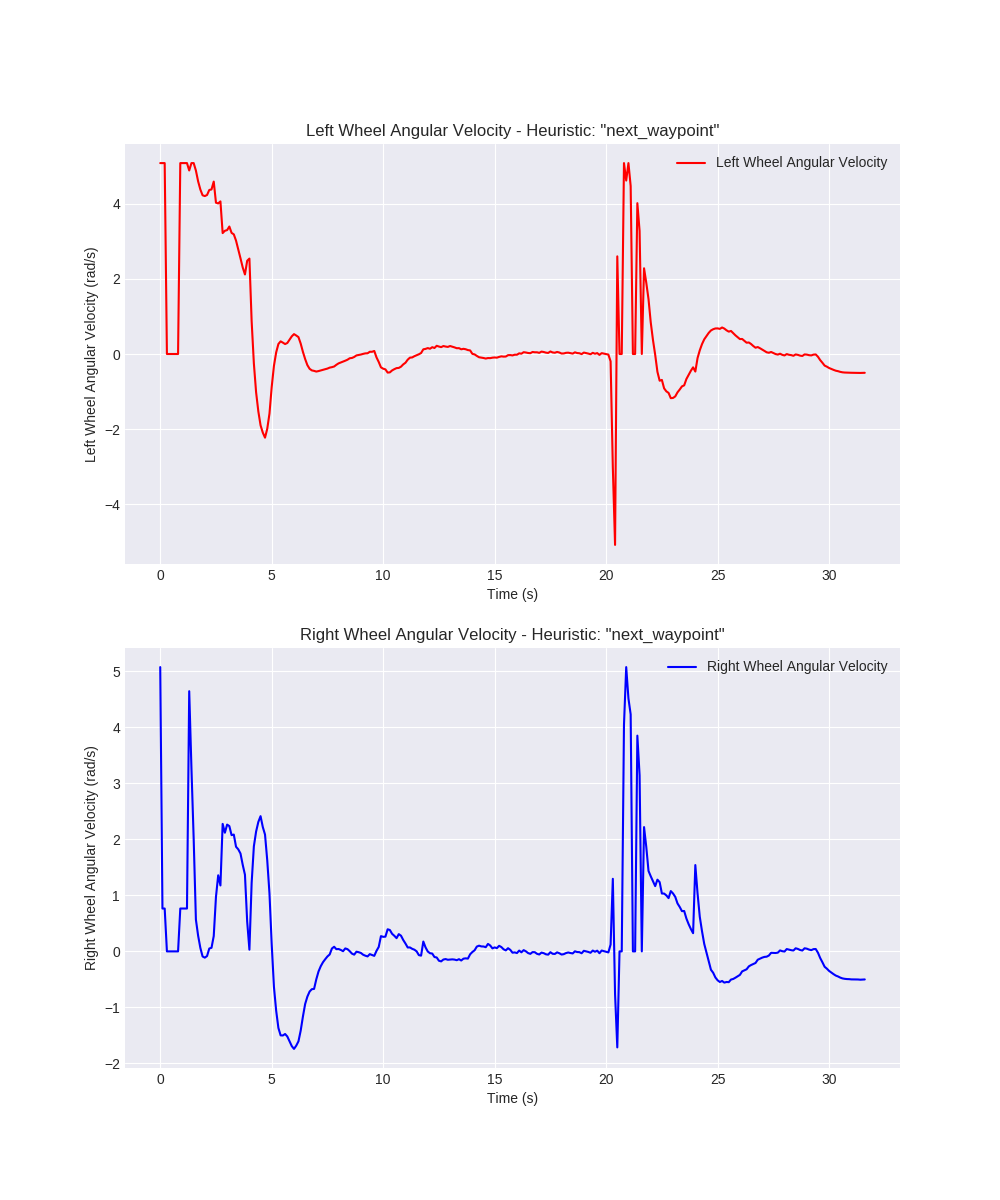 Left Wheel Angular Velocity - Heuristic: "next_waypoint"
Left Wheel Angular Velocity
Left Wheel Angular Velocity (rad/s)
4
2
0
−2
−4
0 5 10 15 20 25 30
Time (s)
Right Wheel Angular Velocity - Heuristic: "next_waypoint"
Right Wheel Angular Velocity
Right Wheel Angular Velocity (rad/s)
5
4
3
2
1
0
−1
−2
0 5 10 15 20 25 30
Time (s)